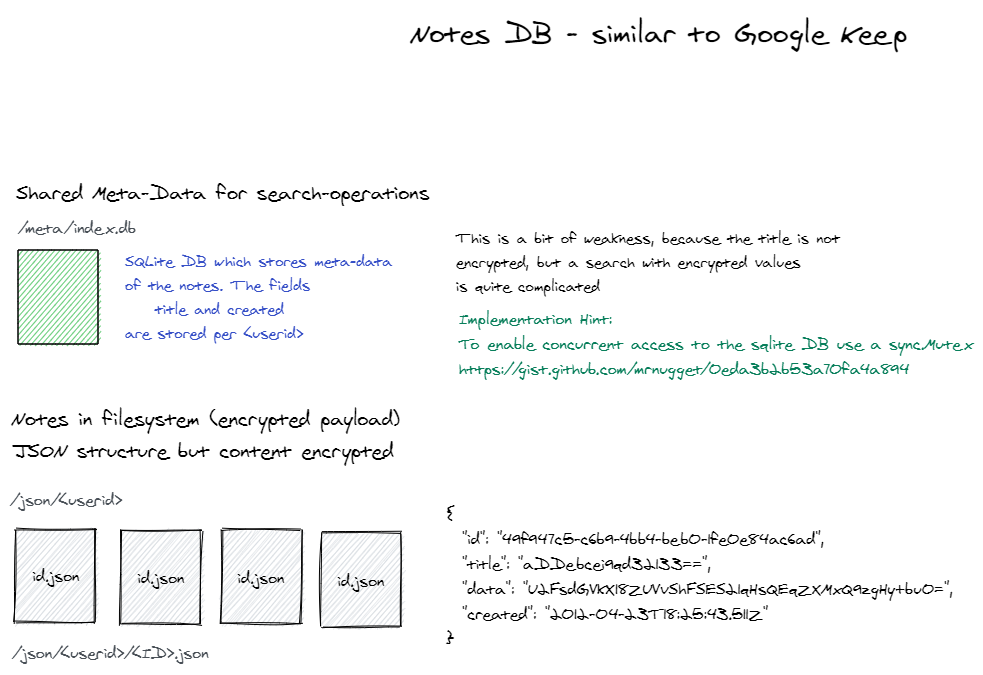 Notes DB - similar to Google Keep
Shared Meta-Data for search-operations
/meta/index.db
SQLite DB which stores meta-data
of the notes. The fields
title and created
are stored per <userid>
This is a bit of weakness, because the title is not
encrypted, but a search with encrypted values
is quite complicated
Implementation Hint:
To enable concurrent access to the sqlite DB use a sync.Mutex
https://gist.github.com/mrnugget/0eda3b2b53a70fa4a894
Notes in filesystem (encrypted payload)
JSON structure but content encrypted
/json/<userid>
id.json
id.json
id.json
id.json
/json/<userid>/<ID>.json
{
"id": "49f947c5-c6b9-4bb4-beb0-1fe0e84ac6ad",
"title": "aDDebcej9qd32133==",
"data": "U2FsdGVkX18ZUVvShFSES21qHsQEqZXMxQ9zgHy+bu0=",
"created": "2012-04-23T18:25:43.511Z"
}